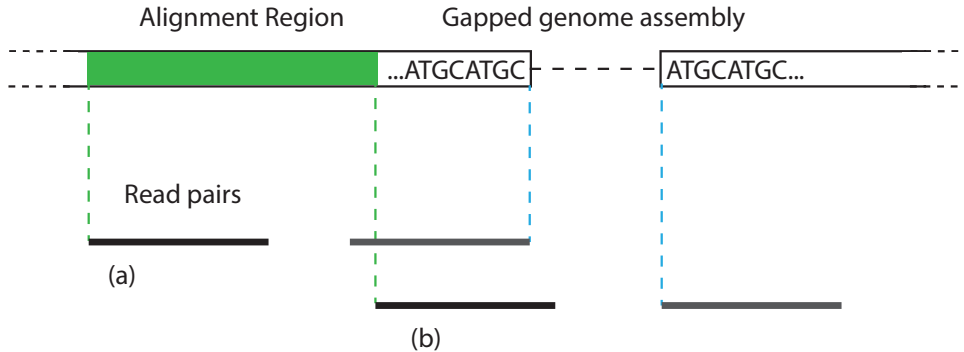 Alignment Region
Gapped genome assembly
...ATGCATGC
ATGCATGC...
Read pairs
(a)
(b)